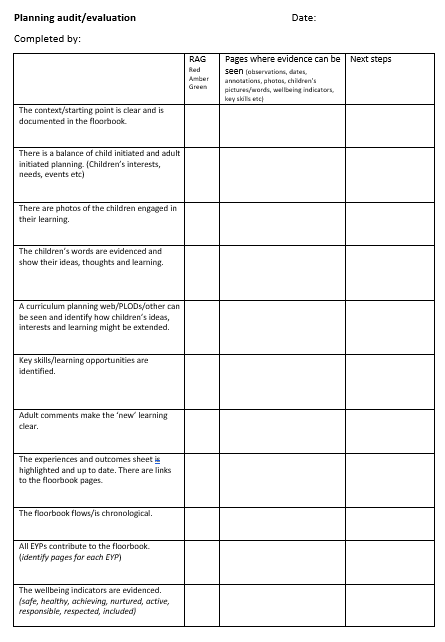 Planning audit/evaluation Date:
Completed by:
RAG
Red
Amber
Green
Pages where evidence can be
seen (observations, dates,
annotations, photos, children's
pictures/words, wellbeing indicators,
key skills etc)
Next steps
The context/starting point is clear and is
documented in the floorbook.
There is a balance of child initiated and adult
initiated planning. (Children's interests,
needs, events etc)
There are photos of the children engaged in
their learning.
The children's words are evidenced and
show their ideas, thoughts and learning.
A curriculum planning web/PLODs/other can
be seen and identify how children's ideas,
interests and learning might be extended.
Key skills/learning opportunities are
identified.
Adult comments make the 'new' learning
clear.
The experiences and outcomes sheet is
highlighted and up to date. There are links
to the floorbook pages.
The floorbook flows/is chronological.
All EYPs contribute to the floorbook.
(identify pages for each EYP)
The wellbeing indicators are evidenced.
(safe, healthy, achieving, nurtured, active,
responsible, respected, included)